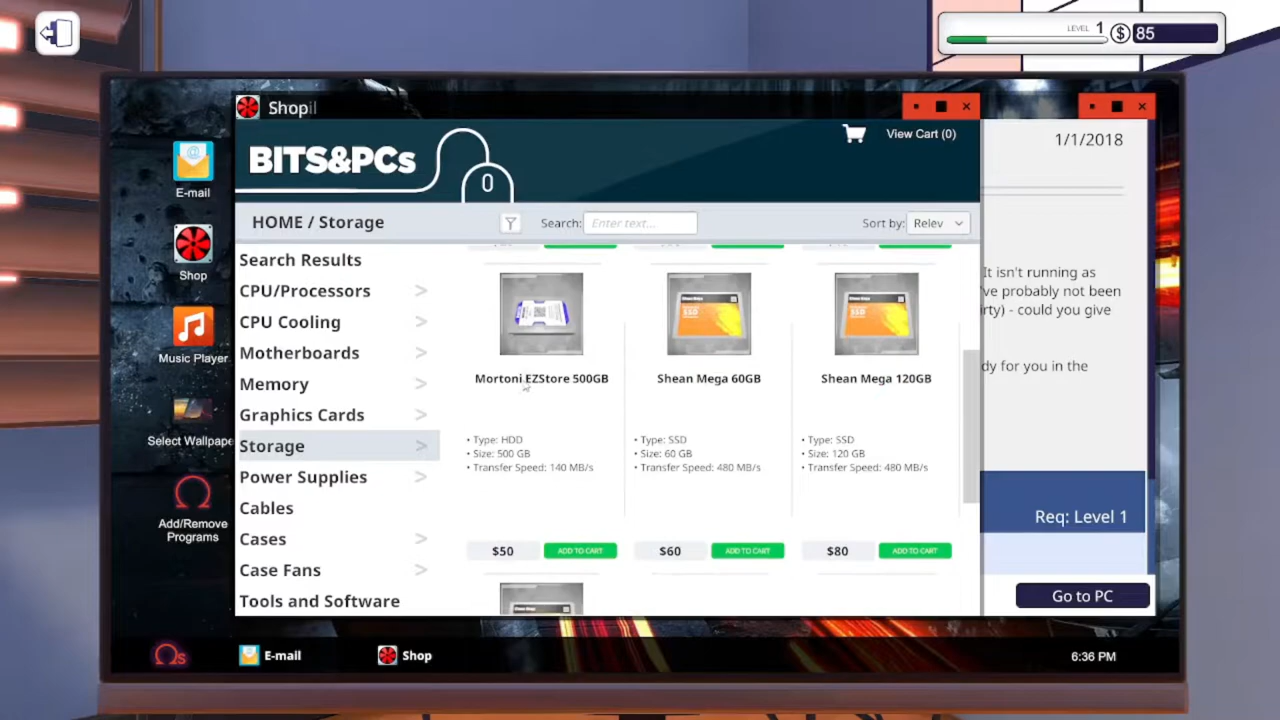 LEVEL 1
$ 85
Shop
BITS&PCs
View Cart (0)
1/1/2018
HOME / Storage
Search: Enter text...
Sort by: Relev
E-mail
Shop
Music Player
Select Wallpape
Add/Remove
Programs
Search Results
CPU/Processors >
CPU Cooling >
Motherboards >
Memory >
Graphics Cards >
Storage >
Power Supplies >
Cables
Cases >
Case Fans >
Tools and Software
Mortoni EZStore 500GB
• Type: HDD
• Size: 500 GB
• Transfer Speed: 140 MB/s
$50 ADD TO CART
Shean Mega 60GB
• Type: SSD
• Size: 60 GB
• Transfer Speed: 480 MB/s
$60 ADD TO CART
Shean Mega 120GB
• Type: SSD
• Size: 120 GB
• Transfer Speed: 480 MB/s
$80 ADD TO CART
It isn't running as
've probably not been
irty) - could you give
dy for you in the
Req: Level 1
Go to PC
Ωs
E-mail
Shop
6:36 PM